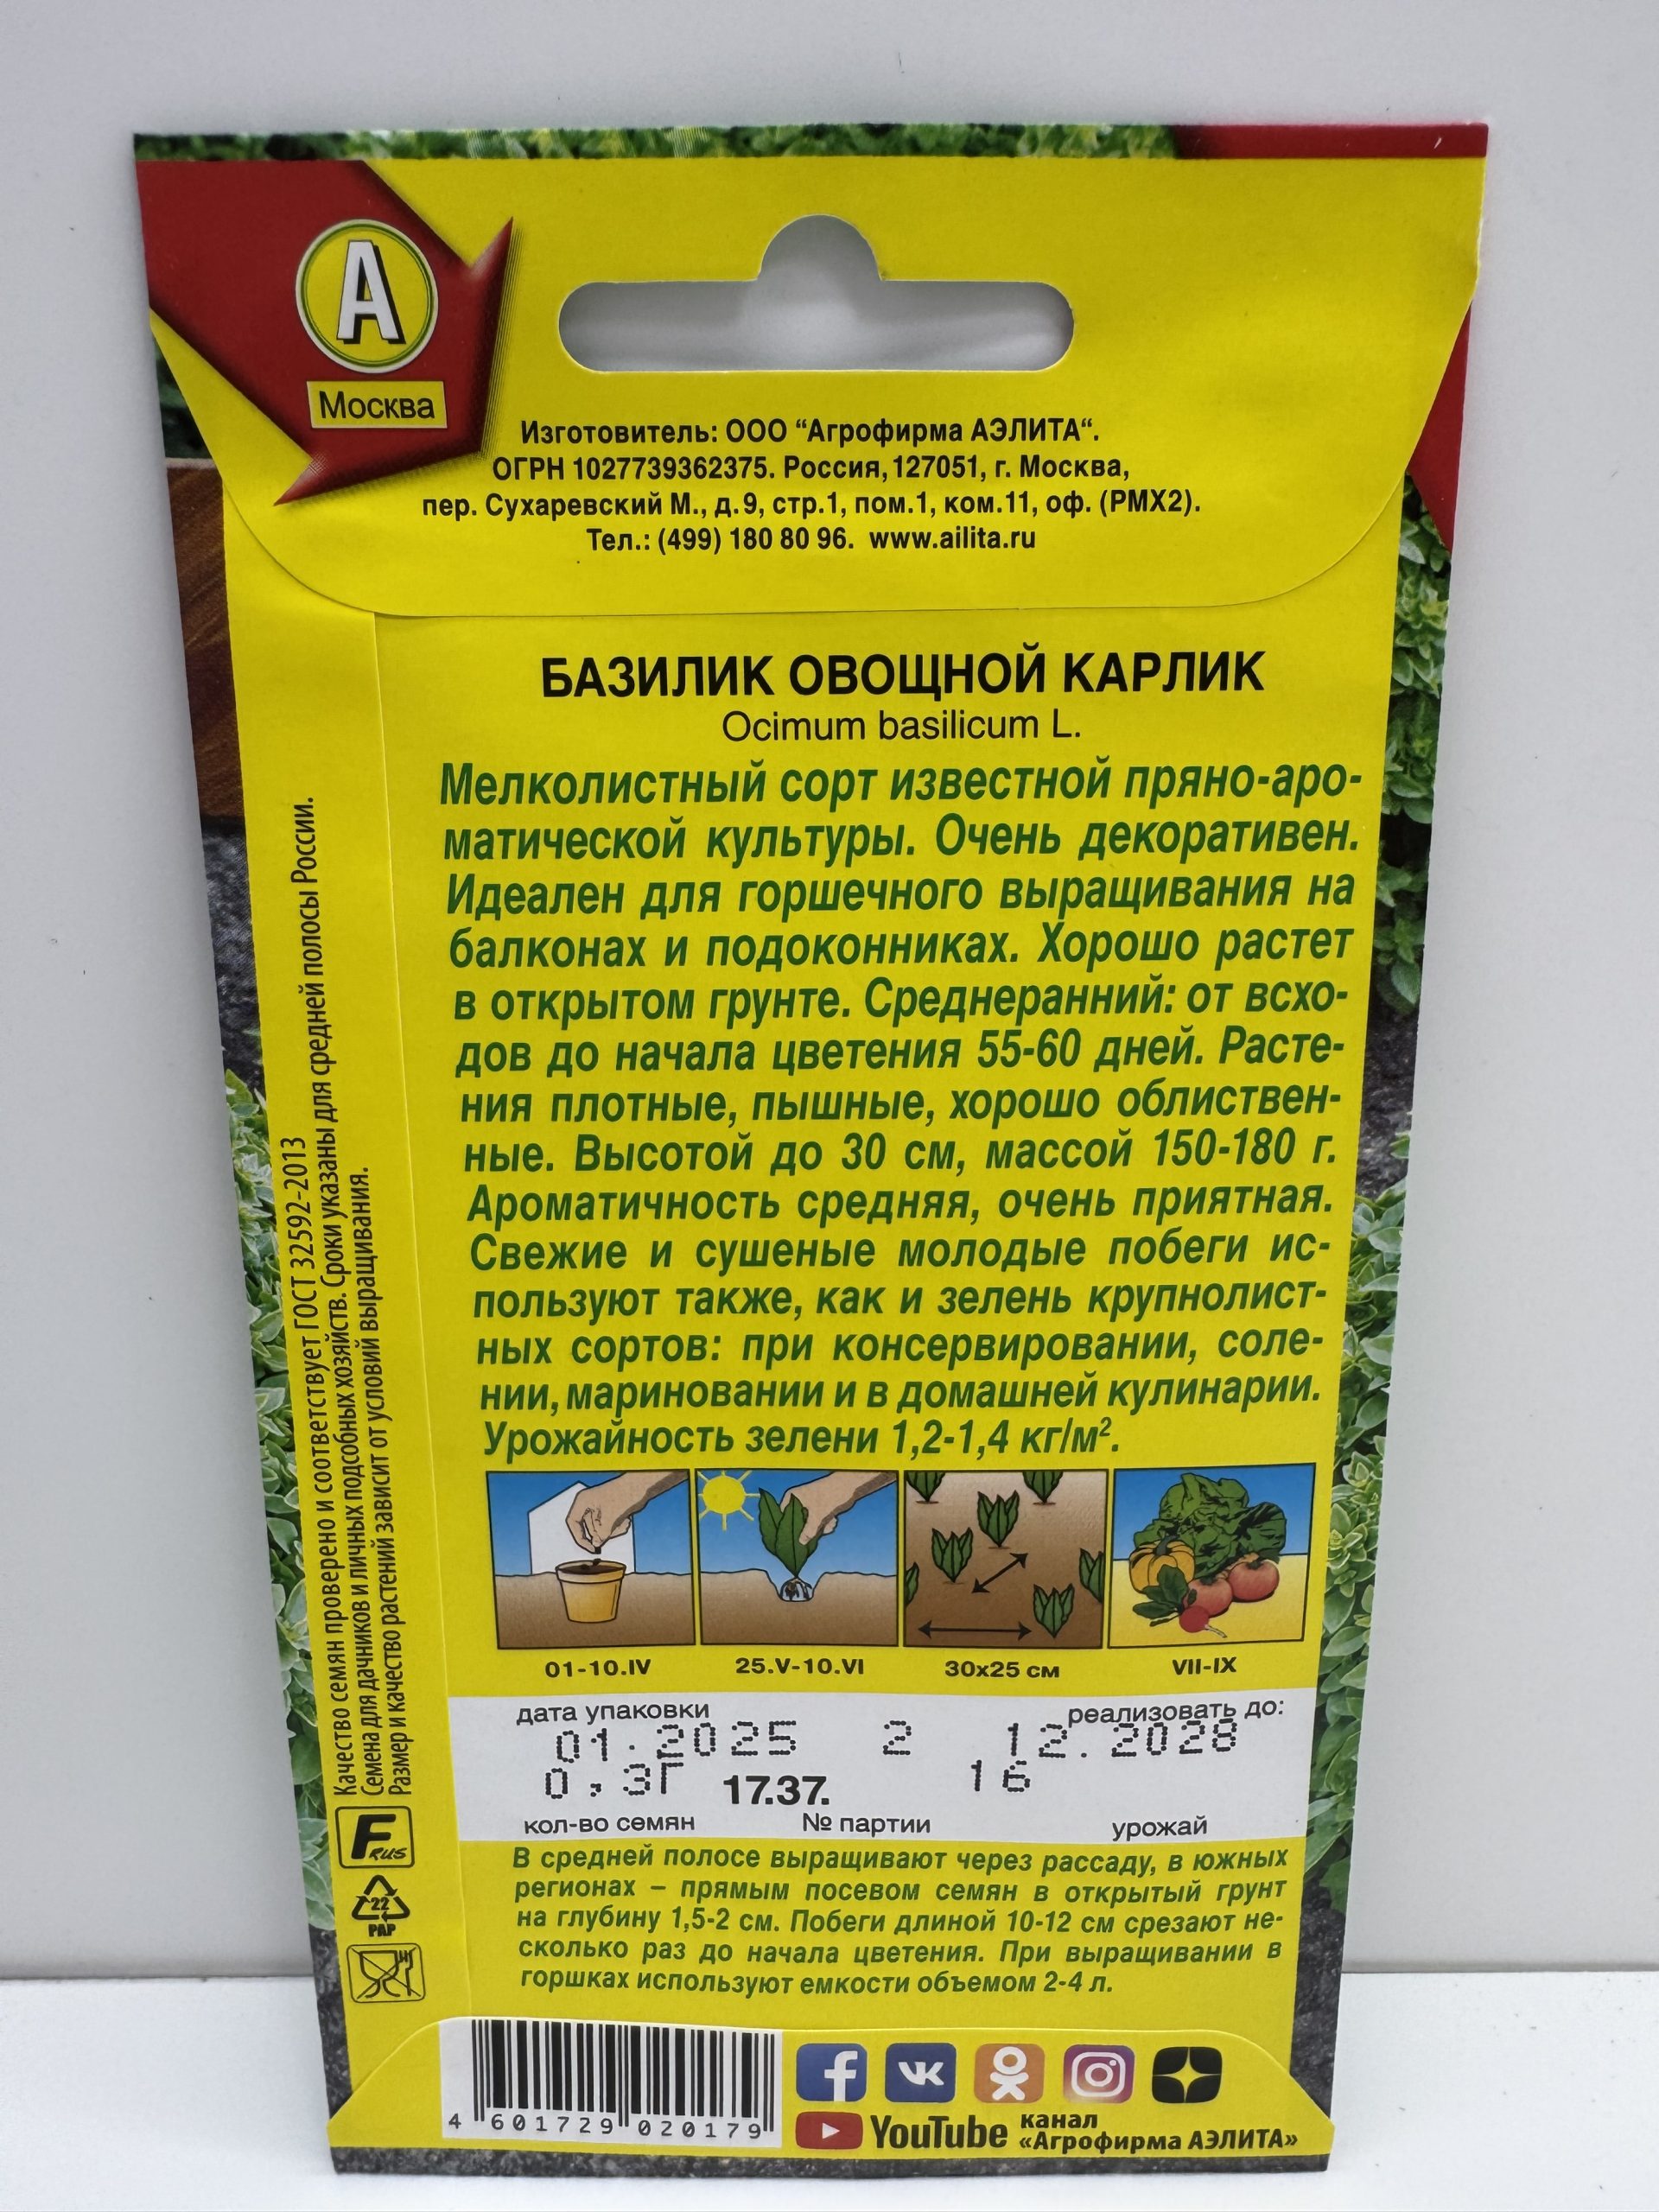 А
Москва
Изготовитель: ООО “Агрофирма АЭЛИТА“.
ОГРН 1027739362375. Россия, 127051, г. Москва,
пер. Сухаревский М., д.9, стр.1, пом.1, ком.11, оф. (РМХ2).
Тел.: (499) 180 80 96. www.ailita.ru
БАЗИЛИК ОВОЩНОЙ КАРЛИК
Ocimum basilicum L.
Мелколистный сорт известной пряно-аро-
матической культуры. Очень декоративен.
Идеален для горшечного выращивания на
балконах и подоконниках. Хорошо растет
в открытом грунте. Среднеранний: от всхо-
дов до начала цветения 55-60 дней. Расте-
ния плотные, пышные, хорошо облиствен-
ные. Высотой до 30 см, массой 150-180 г.
Ароматичность средняя, очень приятная.
Свежие и сушеные молодые побеги ис-
пользуют также, как и зелень крупнолист-
ных сортов: при консервировании, соле-
нии, мариновании и в домашней кулинарии.
Урожайность зелени 1,2-1,4 кг/м².
01-10.IV 25.V-10.VI 30х25 см VII-IX
дата упаковки реализовать до:
01.2025 2 12.2028
0,3Г 17.37. 16
кол-во семян № партии урожай
В средней полосе выращивают через рассаду, в южных
регионах – прямым посевом семян в открытый грунт
на глубину 1,5-2 см. Побеги длиной 10-12 см срезают не-
сколько раз до начала цветения. При выращивании в
горшках используют емкости объемом 2-4 л.
Качество семян проверено и соответствует ГОСТ 32592-2013
Семена для дачников и личных подсобных хозяйств. Сроки указаны для средней полосы России.
Размер и качество растений зависит от условий выращивания.
F RUS
22
PAP
4 601729 020179
YouTube канал
«Агрофирма АЭЛИТА»